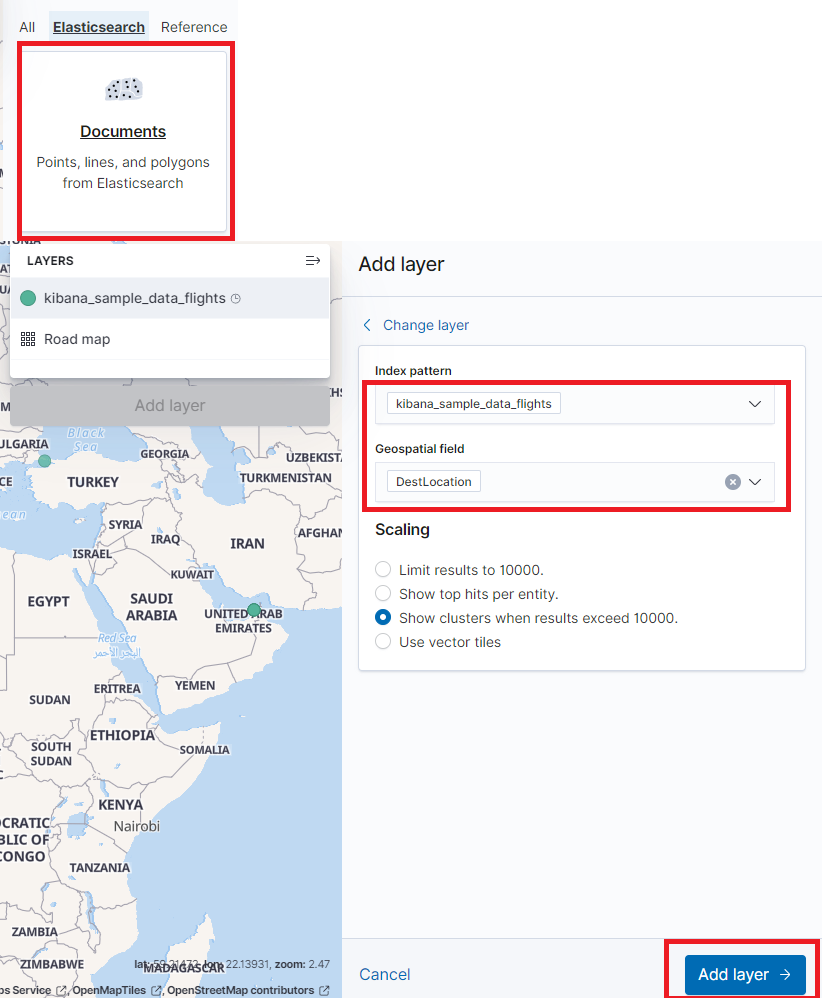 All Elasticsearch Reference
Documents
Points, lines, and polygons
from Elasticsearch
LAYERS
kibana_sample_data_flights
Road map
Add layer
Black
Sea
GEORGIA
TURKEY
UZBEKIST
TURKMENISTAN
SYRIA
IRAQ
IRAN
AFGHAN
ISRAEL
KUWAIT
EGYPT
SAUDI
ARABIA
UNITED ARAB
EMIRATES
Red Sea
البحر الأحمر
SUDAN
ERITREA
YEMEN
ETHIOPIA
SOUTH
SUDAN
SOMALIA
KENYA
Nairobi
OCRATIC
BLIC OF
CONGO
TANZANIA
ZAMBIA
ZIMBABWE
MADAGASCAR
lon: 22.13931, zoom: 2.47
ps Service, OpenMapTiles, OpenStreetMap contributors
Add layer
Change layer
Index pattern
kibana_sample_data_flights
Geospatial field
DestLocation
Scaling
Limit results to 10000.
Show top hits per entity.
Show clusters when results exceed 10000.
Use vector tiles
Cancel
Add layer